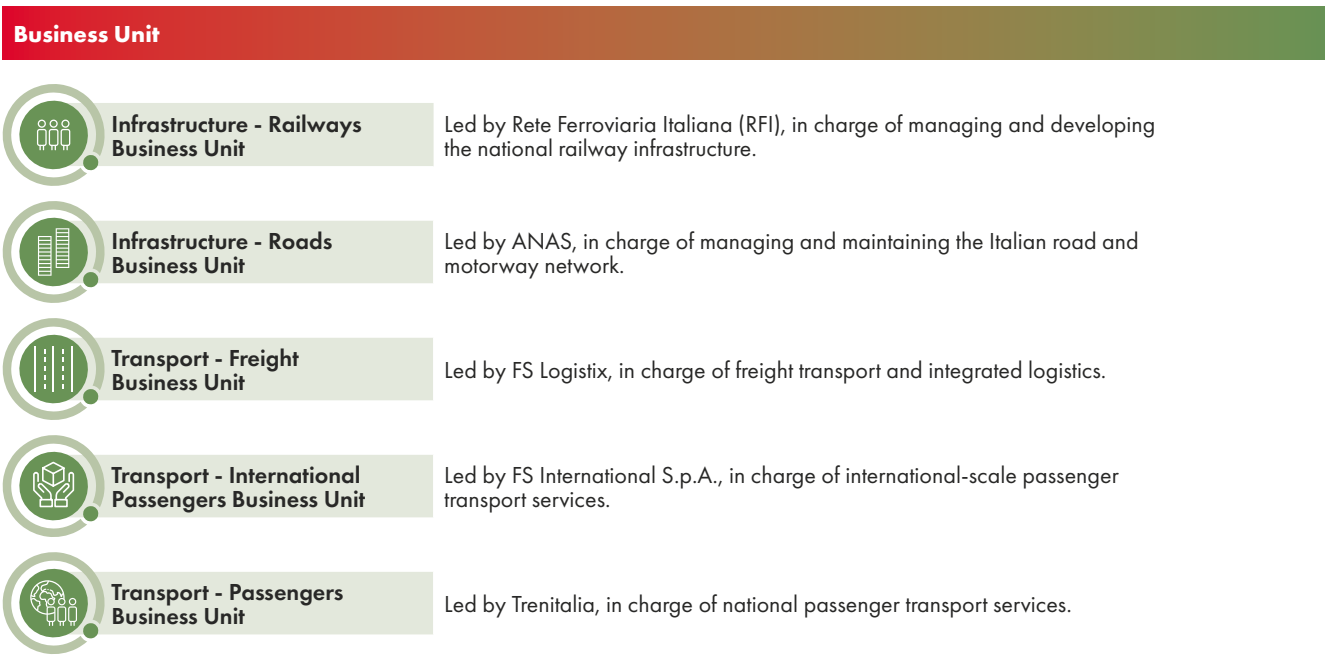 Business Unit
Infrastructure - Railways
Business Unit
Led by Rete Ferroviaria Italiana (RFI), in charge of managing and developing
the national railway infrastructure.
Infrastructure - Roads
Business Unit
Led by ANAS, in charge of managing and maintaining the Italian road and
motorway network.
Transport - Freight
Business Unit
Led by FS Logistix, in charge of freight transport and integrated logistics.
Transport - International
Passengers Business Unit
Led by FS International S.p.A., in charge of international-scale passenger
transport services.
Transport - Passengers
Business Unit
Led by Trenitalia, in charge of national passenger transport services.